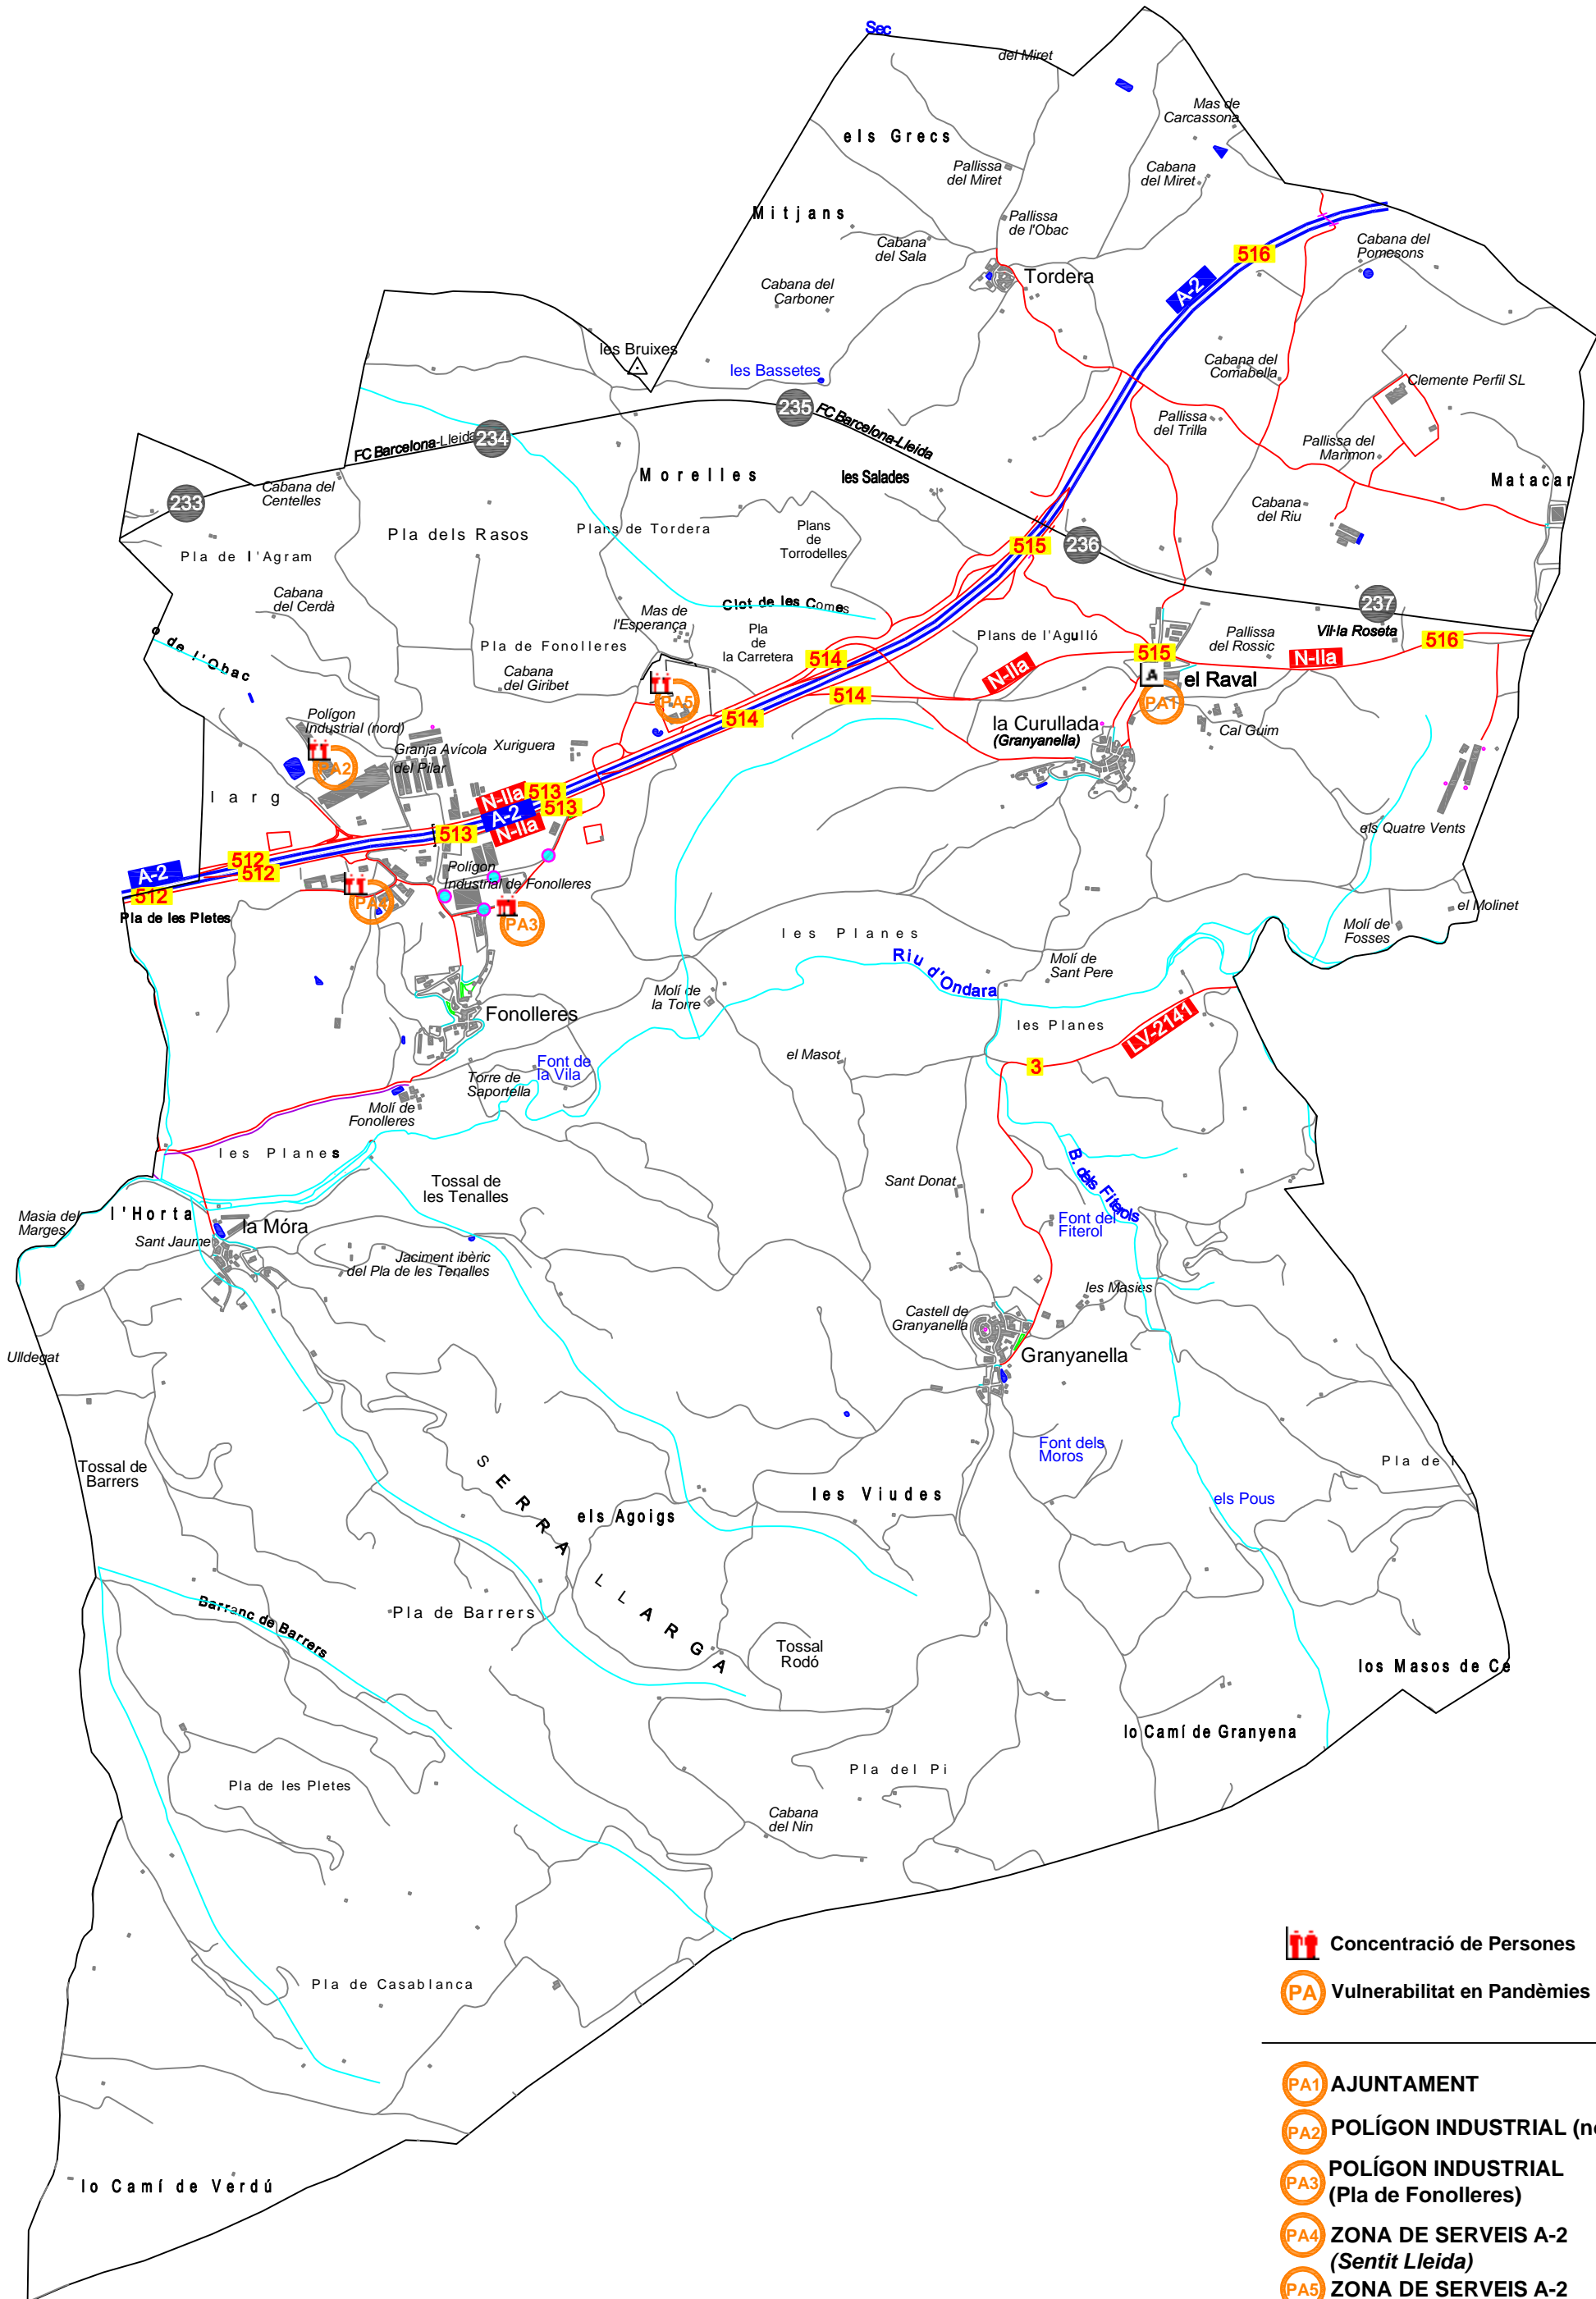 Sec
del Miret
Mas de
Carcassona
els Grecs
Pallissa
del Miret
Cabana
del Miret
Mitjans
Pallissa
de l'Obac
Cabana
del Sala
516
Cabana del
Pomesons
Tordera
A-2
Cabana del
Carboner
les Bruixes
les Bassetes
Cabana del
Comabella
Clemente Perfil SL
235
FC Barcelona-Lleida
234
FC Barcelona-Lleida
Pallissa
del Trilla
Pallissa del
Marimon
Morelles
les Salades
Matacar
Cabana del
Centelles
233
Cabana
del Riu
Pla dels Rasos
Plans de Tordera
Plans
de
Torrodelles
515
236
Pla de l'Agram
Cabana
del Cerdà
Mas de
l'Esperança
Clot de les Comes
237
Vil·la Roseta
o de l'Obac
Pla de Fonolleres
Pla
de
la Carretera
Plans de l'Agulló
Pallissa
del Rossic
516
N-IIa
515
514
N-IIa
Cabana
del Giribet
A
el Raval
PA5
514
PA1
514
la Curullada
(Granyanella)
Cal Guim
Polígon
Industrial (nord)
Granja Avícola
del Pilar
Xuriguera
PA2
larg
N-IIa
513
A-2
513
N-IIa
513
els Quatre Vents
512
A-2
512
512
Polígon
Industrial de Fonolleres
PA4
PA3
Pla de les Pletes
el Molinet
Molí de
Fosses
les Planes
Riu d'Ondara
Molí de
Sant Pere
Molí de
la Torre
Fonolleres
les Planes
LV-2141
el Masot
3
Font de
la Vila
Torre de
Saportella
Molí de
Fonolleres
les Planes
B. dels Fiterols
Tossal de
les Tenalles
Sant Donat
Masia del
Marges
l'Horta
la Móra
Sant Jaume
Font del
Fiterol
Jaciment ibèric
del Pla de les Tenalles
les Masies
Castell de
Granyanella
Ulldegat
Granyanella
Font dels
Moros
Tossal de
Barrers
Pla de l
SERRA LLARGA
els Agoigs
les Viudes
els Pous
Barranc de Barrers
Pla de Barrers
Tossal
Rodó
los Masos de Ce
lo Camí de Granyena
Pla del Pi
Pla de les Pletes
Cabana
del Nin
Concentració de Persones
Pla de Casablanca
PA Vulnerabilitat en Pandèmies
PA1 AJUNTAMENT
PA2 POLÍGON INDUSTRIAL (no
PA3 POLÍGON INDUSTRIAL
(Pla de Fonolleres)
lo Camí de Verdú
PA4 ZONA DE SERVEIS A-2
(Sentit Lleida)
PA5 ZONA DE SERVEIS A-2